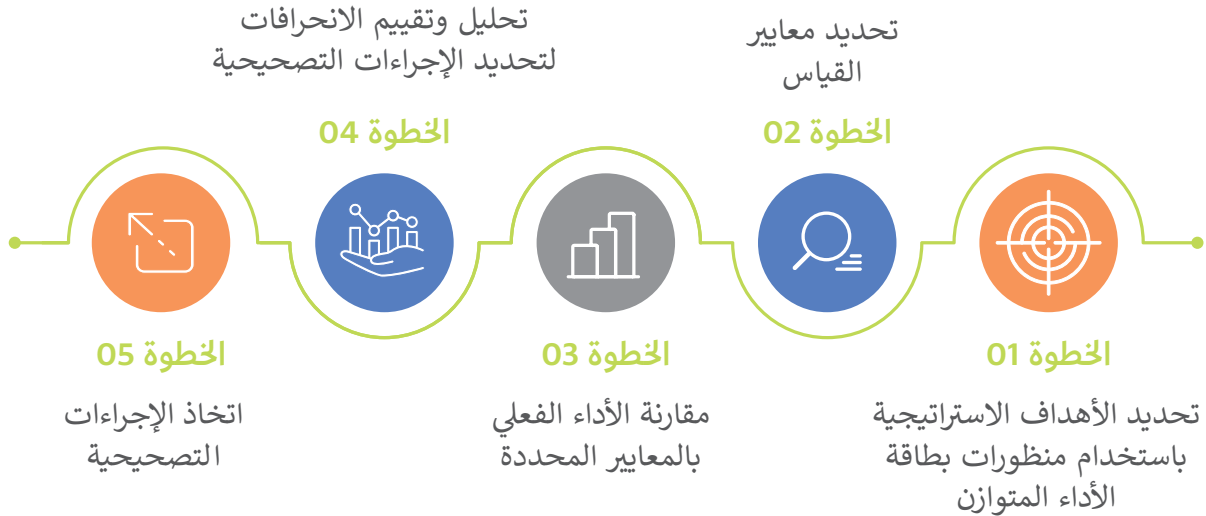 الخطوة 01
تحديد الأهداف الاستراتيجية
باستخدام منظورات بطاقة
الأداء المتوازن
تحديد معايير
القياس
الخطوة 02
الخطوة 03
مقارنة الأداء الفعلي
بالمعايير المحددة
تحليل وتقييم الانحرافات
لتحديد الإجراءات التصحيحية
الخطوة 04
الخطوة 05
اتخاذ الإجراءات
التصحيحية